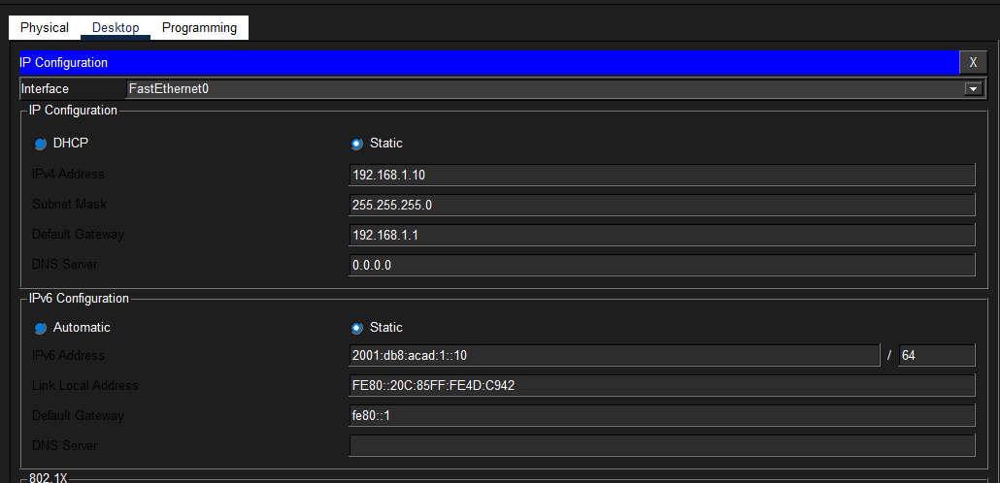 Physical Desktop Programming
IP Configuration X
Interface FastEthernet0
IP Configuration
DHCP Static
IPv4 Address 192.168.1.10
Subnet Mask 255.255.255.0
Default Gateway 192.168.1.1
DNS Server 0.0.0.0
IPv6 Configuration
Automatic Static
IPv6 Address 2001:db8:acad:1::10 / 64
Link Local Address FE80::20C:85FF:FE4D:C942
Default Gateway fe80::1
DNS Server
802.1X